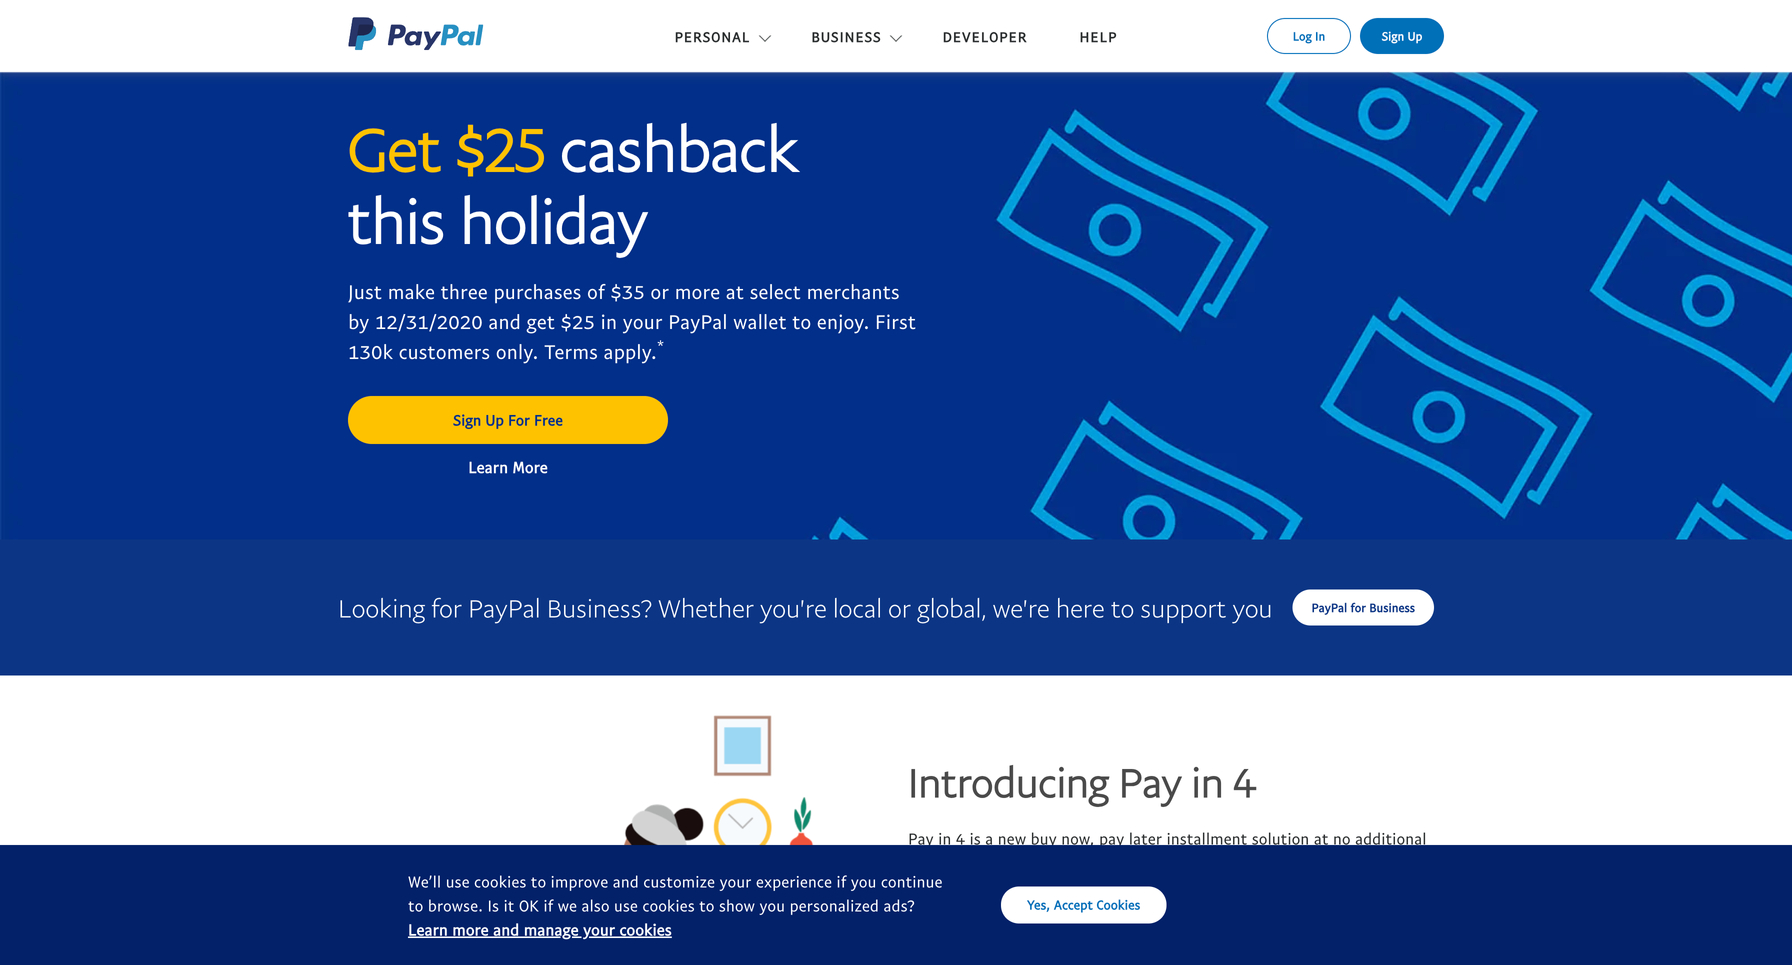 PayPal
PERSONAL
BUSINESS
DEVELOPER
HELP
Log In
Sign Up
Get $25 cashback
this holiday
Just make three purchases of $35 or more at select merchants
by 12/31/2020 and get $25 in your PayPal wallet to enjoy. First
130k customers only. Terms apply.*
Sign Up For Free
Learn More
Looking for PayPal Business? Whether you're local or global, we're here to support you
PayPal for Business
Introducing Pay in 4
Pay in 4 is a new buy now, pay later installment solution at no additional
We'll use cookies to improve and customize your experience if you continue
to browse. Is it OK if we also use cookies to show you personalized ads?
Learn more and manage your cookies
Yes, Accept Cookies